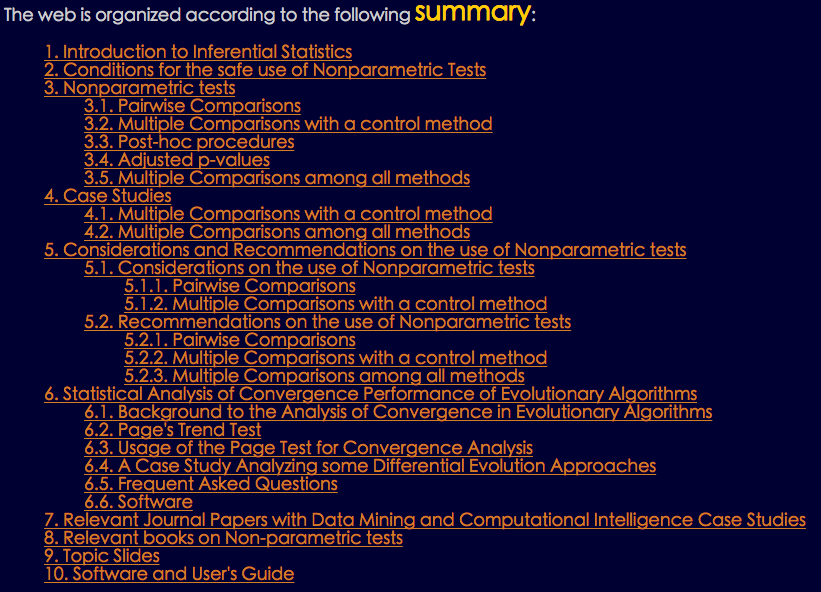 The web is organized according to the following summary:
1. Introduction to Inferential Statistics
2. Conditions for the safe use of Nonparametric Tests
3. Nonparametric tests
3.1. Pairwise Comparisons
3.2. Multiple Comparisons with a control method
3.3. Post-hoc procedures
3.4. Adjusted p-values
3.5. Multiple Comparisons among all methods
4. Case Studies
4.1. Multiple Comparisons with a control method
4.2. Multiple Comparisons among all methods
5. Considerations and Recommendations on the use of Nonparametric tests
5.1. Considerations on the use of Nonparametric tests
5.1.1. Pairwise Comparisons
5.1.2. Multiple Comparisons with a control method
5.2. Recommendations on the use of Nonparametric tests
5.2.1. Pairwise Comparisons
5.2.2. Multiple Comparisons with a control method
5.2.3. Multiple Comparisons among all methods
6. Statistical Analysis of Convergence Performance of Evolutionary Algorithms
6.1. Background to the Analysis of Convergence in Evolutionary Algorithms
6.2. Page's Trend Test
6.3. Usage of the Page Test for Convergence Analysis
6.4. A Case Study Analyzing some Differential Evolution Approaches
6.5. Frequent Asked Questions
6.6. Software
7. Relevant Journal Papers with Data Mining and Computational Intelligence Case Studies
8. Relevant books on Non-parametric tests
9. Topic Slides
10. Software and User's Guide